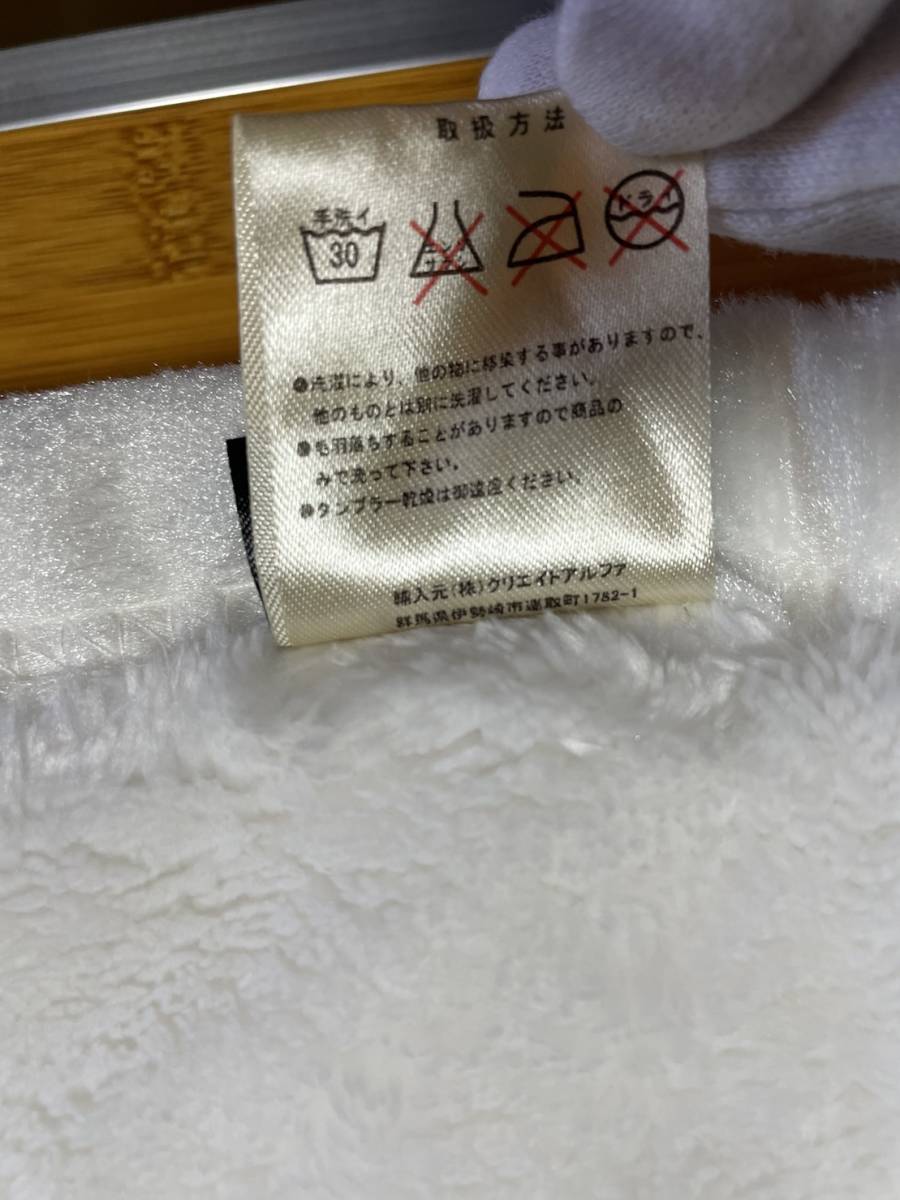 取扱方法
手洗イ 30 エンソ サラシ ドライ
●洗濯により、他の物に移染する事がありますので、
他のものとは別に洗濯してください。
●毛羽落ちすることがありますので商品の
みで洗って下さい。
●タンブラー乾燥は御遠慮ください。
輸入元(株)クリエイトアルファ
群馬県伊勢崎市連取町1782-1